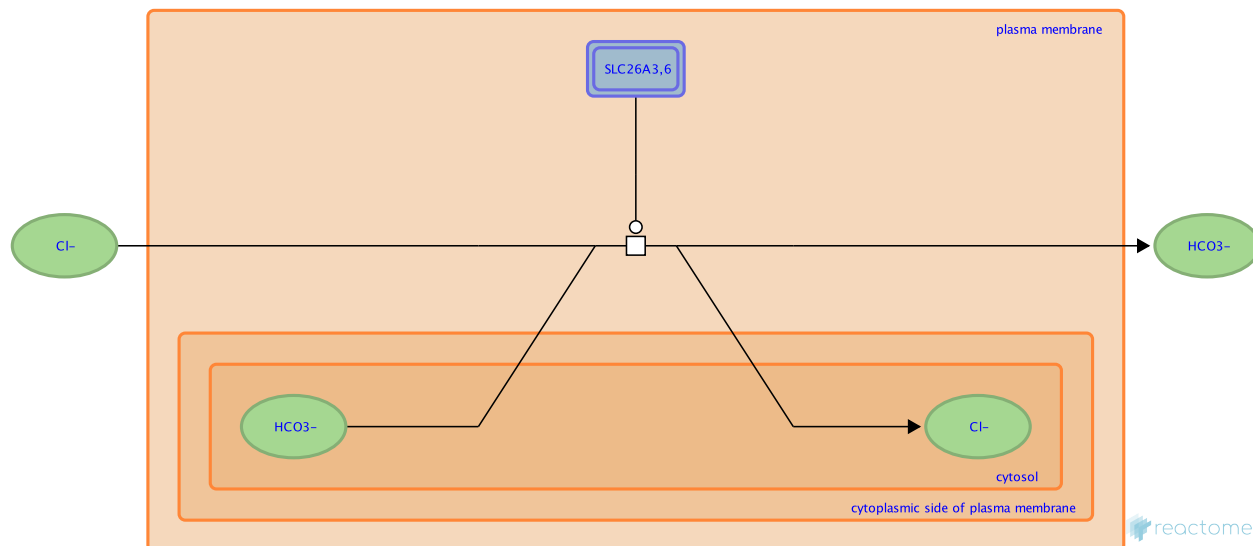 plasma membrane
SLC26A3,6
Cl-
HCO3-
HCO3-
Cl-
cytosol
cytoplasmic side of plasma membrane
reactome